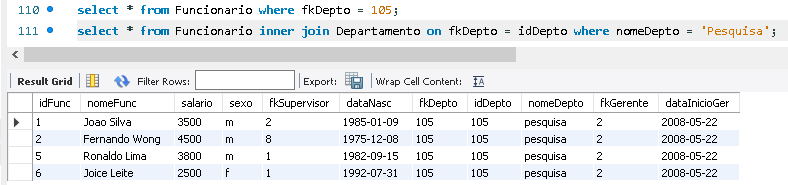 110 select * from Funcionario where fkDepto = 105;
111 select * from Funcionario inner join Departamento on fkDepto = idDepto where nomeDepto = 'Pesquisa';
Result Grid Filter Rows: Export: Wrap Cell Content: IA
idFunc nomeFunc salario sexo fkSupervisor dataNasc fkDepto idDepto nomeDepto fkGerente dataInicioGer
1 Joao Silva 3500 m 2 1985-01-09 105 105 pesquisa 2 2008-05-22
2 Fernando Wong 4500 m 8 1975-12-08 105 105 pesquisa 2 2008-05-22
5 Ronaldo Lima 3800 m 1 1982-09-15 105 105 pesquisa 2 2008-05-22
6 Joice Leite 2500 f 1 1992-07-31 105 105 pesquisa 2 2008-05-22